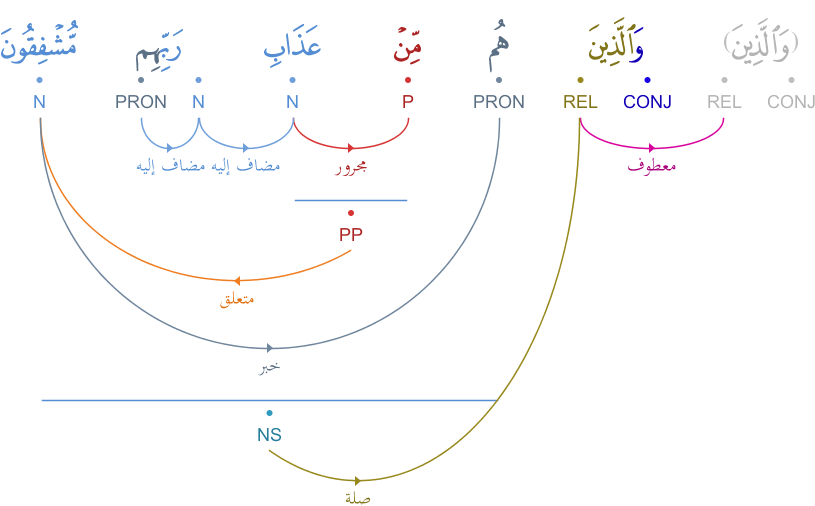 (وَٱلَّذِينَ) وَٱلَّذِينَ هُم مِّنْ عَذَابِ رَبِّهِم مُّشْفِقُونَ
CONJ REL CONJ REL PRON P N N PRON N
معطوف مجرور مضاف إليه مضاف إليه
PP
متعلق
خبر
NS
صلة